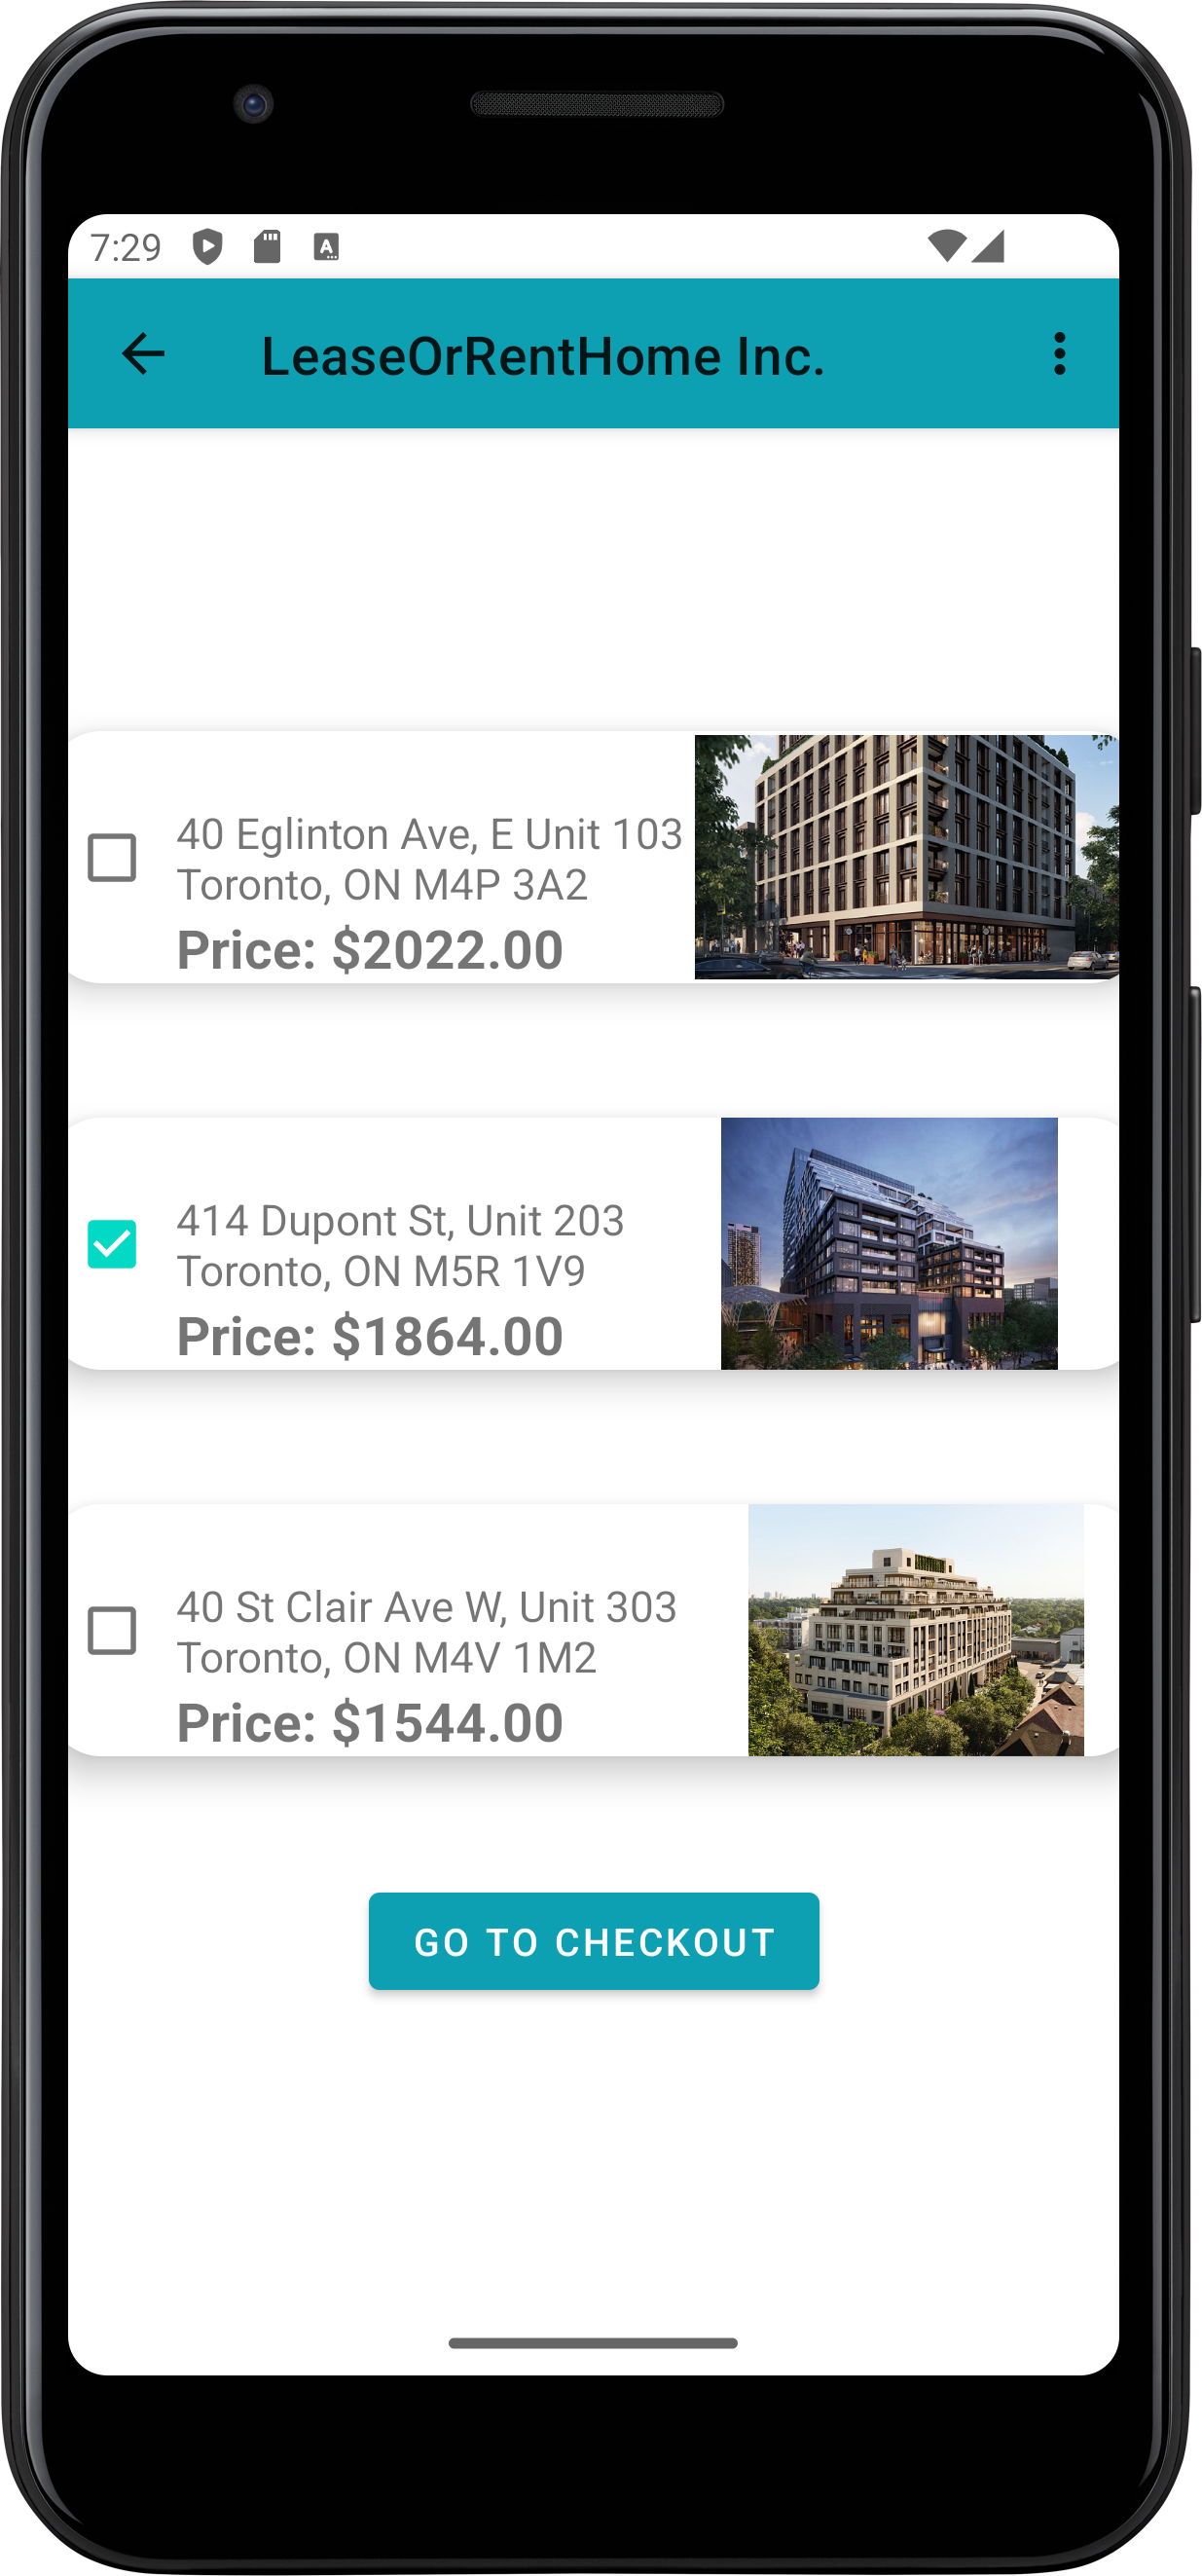 7:29
LeaseOrRentHome Inc.
40 Eglinton Ave, E Unit 103
Toronto, ON M4P 3A2
Price: $2022.00
414 Dupont St, Unit 203
Toronto, ON M5R 1V9
Price: $1864.00
40 St Clair Ave W, Unit 303
Toronto, ON M4V 1M2
Price: $1544.00
GO TO CHECKOUT